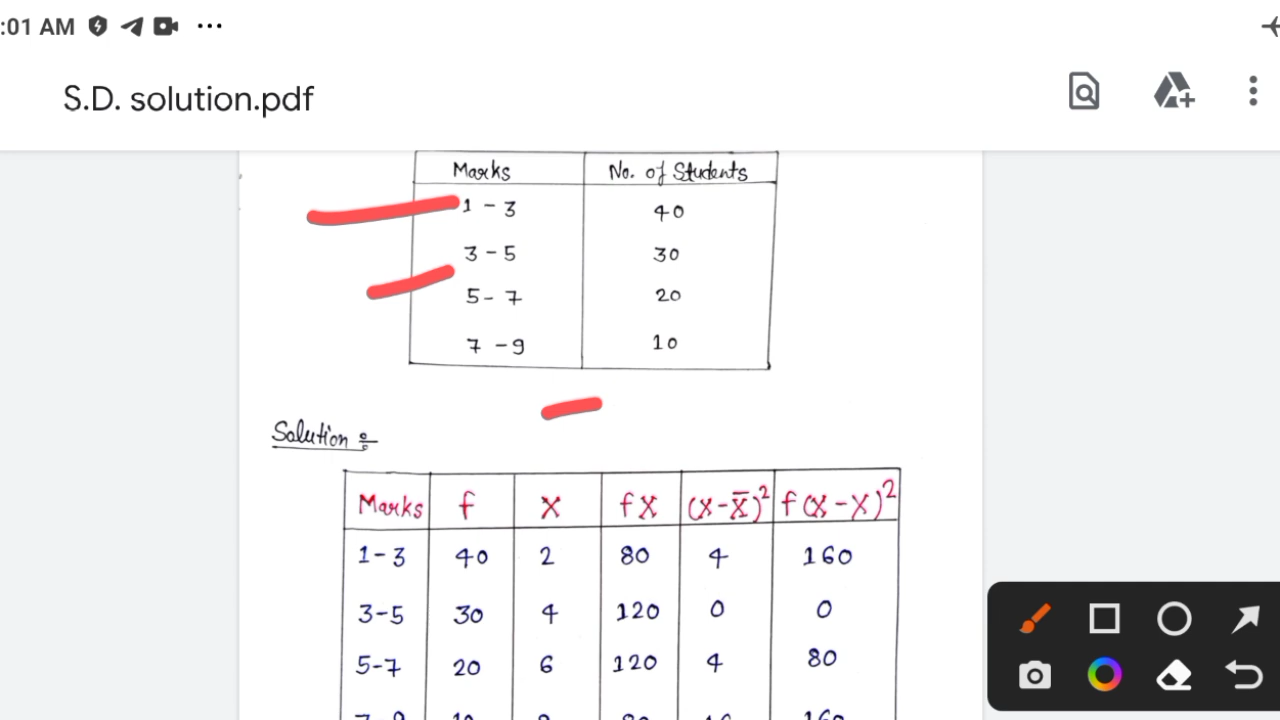 :01 AM ...
S.D. solution.pdf
Marks No. of Students
1 - 3 40
3 - 5 30
5 - 7 20
7 - 9 10
Solution :
Marks f X fX (X-X̄)² f(X-X)²
1-3 40 2 80 4 160
3-5 30 4 120 0 0
5-7 20 6 120 4 80